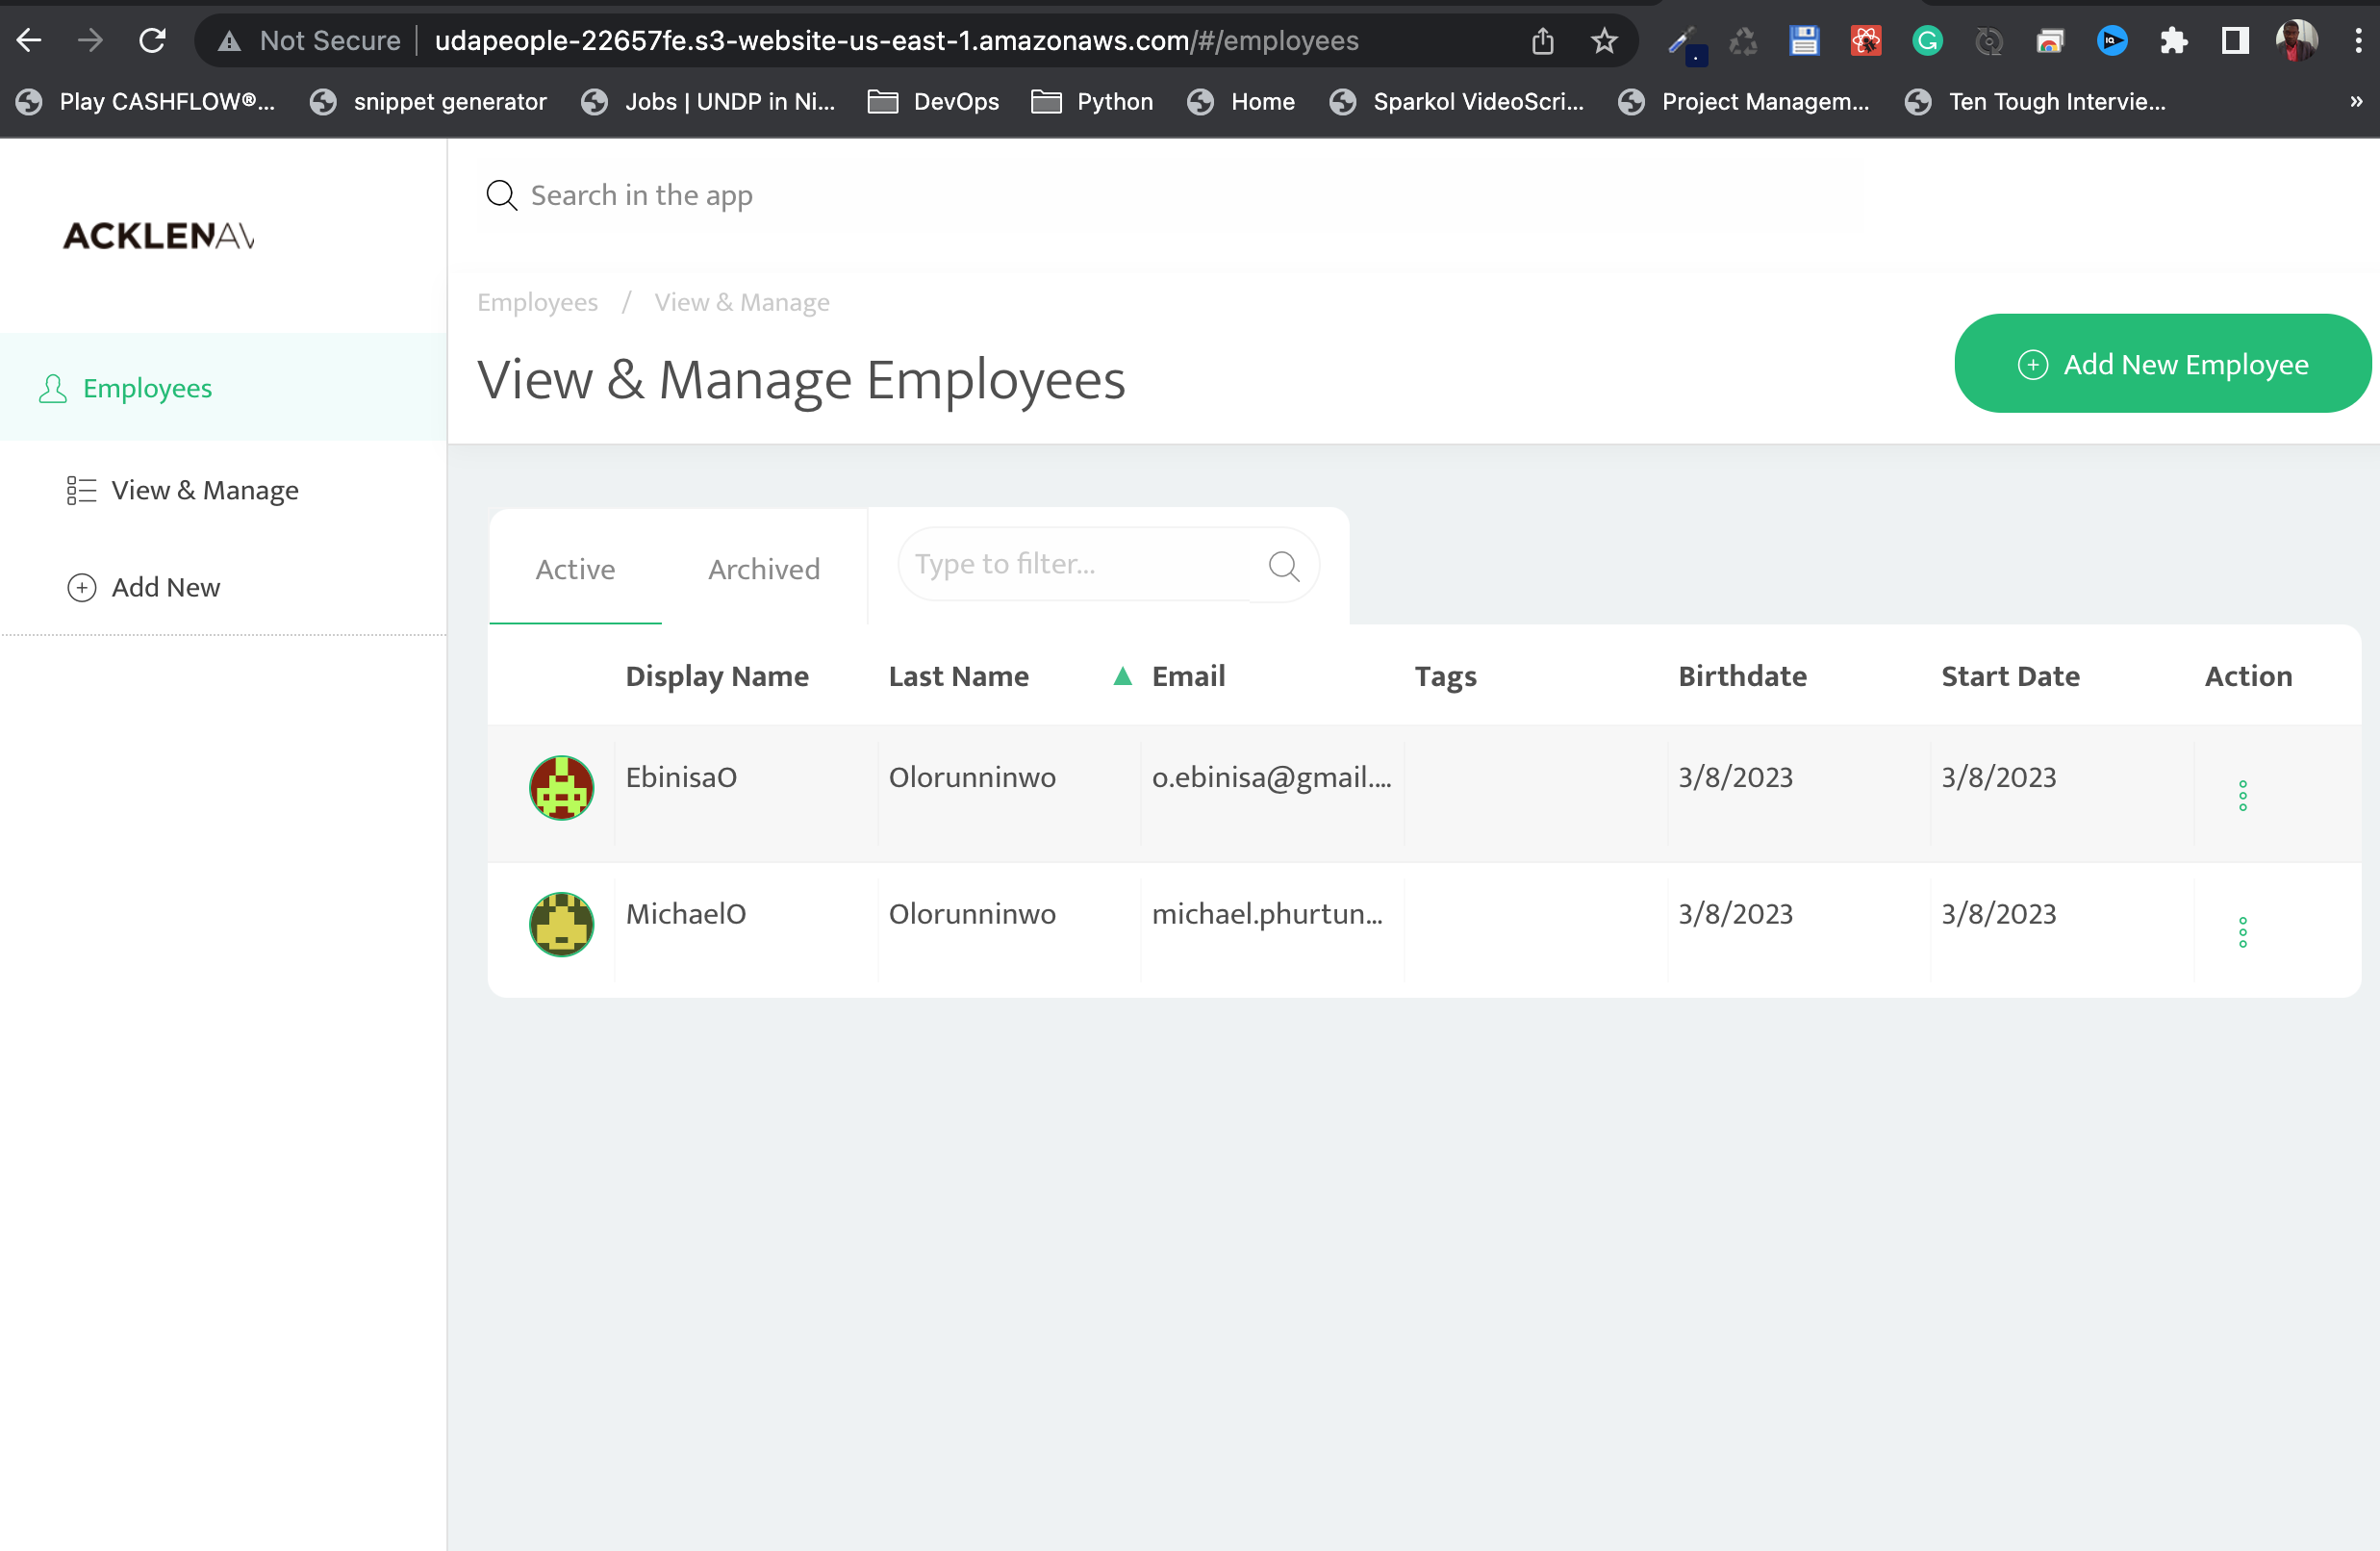 Not Secure udapeople-22657fe.s3-website-us-east-1.amazonaws.com/#/employees
Play CASHFLOW®... snippet generator Jobs | UNDP in Ni... DevOps Python Home Sparkol VideoScri... Project Managem... Ten Tough Intervie... »
ACKLENAV
Search in the app
Employees / View & Manage
View & Manage Employees
Add New Employee
Employees
View & Manage
Add New
Active Archived Type to filter...
Display Name Last Name Email Tags Birthdate Start Date Action
EbinisaO Olorunninwo o.ebinisa@gmail.... 3/8/2023 3/8/2023
MichaelO Olorunninwo michael.phurtun... 3/8/2023 3/8/2023